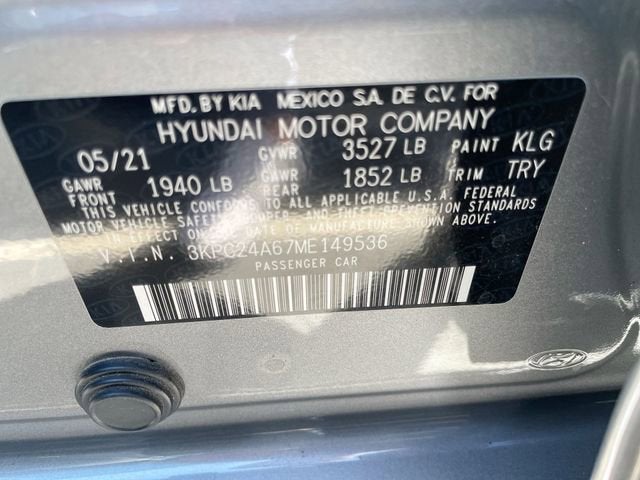 MFD. BY KIA MEXICO S.A. DE C.V. FOR
HYUNDAI MOTOR COMPANY
05/21 GVWR 3527 LB PAINT KLG
GAWR FRONT 1940 LB GAWR REAR 1852 LB TRIM TRY
THIS VEHICLE CONFORMS TO ALL APPLICABLE U.S.A. FEDERAL
MOTOR VEHICLE SAFETY, BUMPER, AND THEFT PREVENTION
STANDARDS IN EFFECT ON THE DATE OF MANUFACTURE SHOWN ABOVE.
V.I.N. 3KPC24A67ME149536
PASSENGER CAR